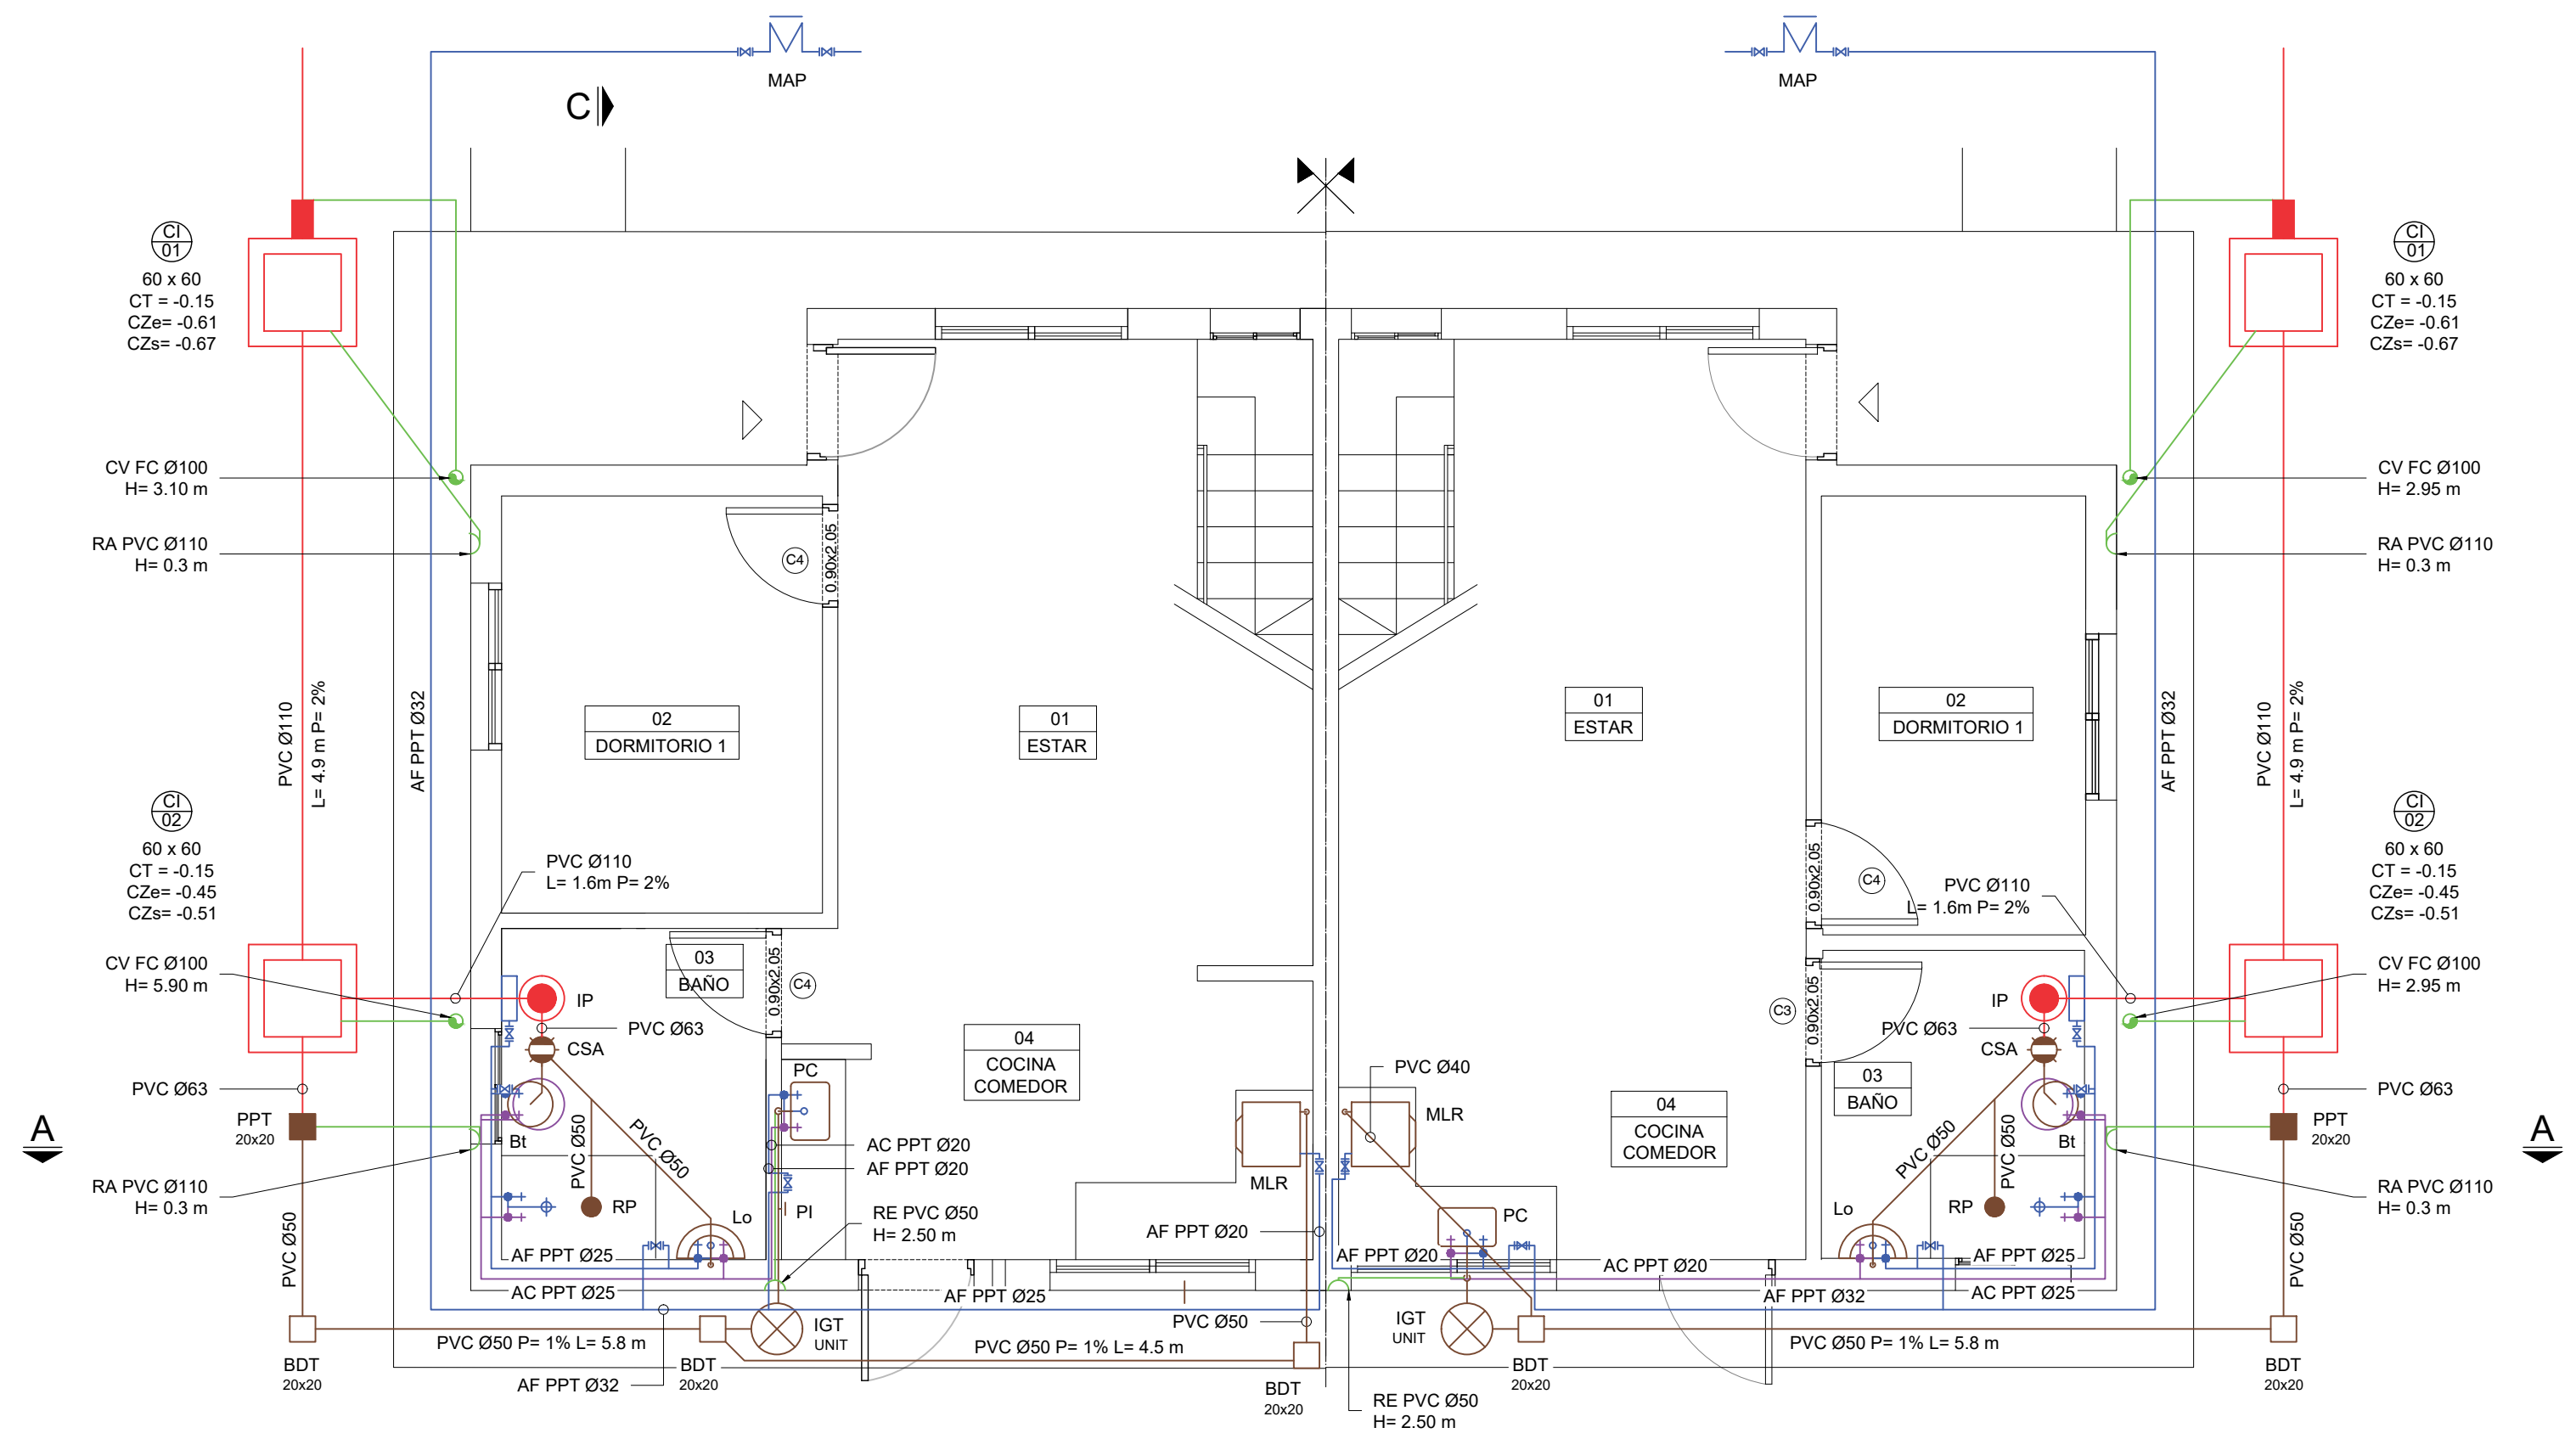 MAP
MAP
C
CI
01
60 x 60
CT = -0.15
CZe= -0.61
CZs= -0.67
CI
01
60 x 60
CT = -0.15
CZe= -0.61
CZs= -0.67
CV FC Ø100
H= 3.10 m
RA PVC Ø110
H= 0.3 m
C4
0.90x2.05
CV FC Ø100
H= 2.95 m
RA PVC Ø110
H= 0.3 m
PVC Ø110
L= 4.9 m P= 2%
AF PPT Ø32
02
DORMITORIO 1
01
ESTAR
01
ESTAR
02
DORMITORIO 1
AF PPT Ø32
PVC Ø110
L= 4.9 m P= 2%
CI
02
60 x 60
CT = -0.15
CZe= -0.45
CZs= -0.51
PVC Ø110
L= 1.6m P= 2%
0.90x2.05
C4
PVC Ø110
L= 1.6m P= 2%
CI
02
60 x 60
CT = -0.15
CZe= -0.45
CZs= -0.51
CV FC Ø100
H= 5.90 m
03
BAÑO
0.90x2.05
C4
IP
PVC Ø63
CSA
PC
04
COCINA
COMEDOR
C3
0.90x2.05
IP
PVC Ø63
CSA
CV FC Ø100
H= 2.95 m
PVC Ø63
PPT
20x20
A
Bt
PVC Ø50
PVC Ø50
AC PPT Ø20
AF PPT Ø20
MLR
PVC Ø40
MLR
04
COCINA
COMEDOR
03
BAÑO
PVC Ø50
PVC Ø50
Bt
PVC Ø63
PPT
20x20
A
RA PVC Ø110
H= 0.3 m
RP
Lo
PI
RE PVC Ø50
H= 2.50 m
AF PPT Ø20
PC
Lo
RP
RA PVC Ø110
H= 0.3 m
PVC Ø50
AF PPT Ø25
AC PPT Ø25
AF PPT Ø25
AF PPT Ø20
AC PPT Ø20
AF PPT Ø32
AF PPT Ø25
AC PPT Ø25
PVC Ø50
PVC Ø50 P= 1% L= 5.8 m
IGT
UNIT
PVC Ø50 P= 1% L= 4.5 m
PVC Ø50
IGT
UNIT
PVC Ø50 P= 1% L= 5.8 m
BDT
20x20
AF PPT Ø32
BDT
20x20
BDT
20x20
RE PVC Ø50
H= 2.50 m
BDT
20x20
BDT
20x20